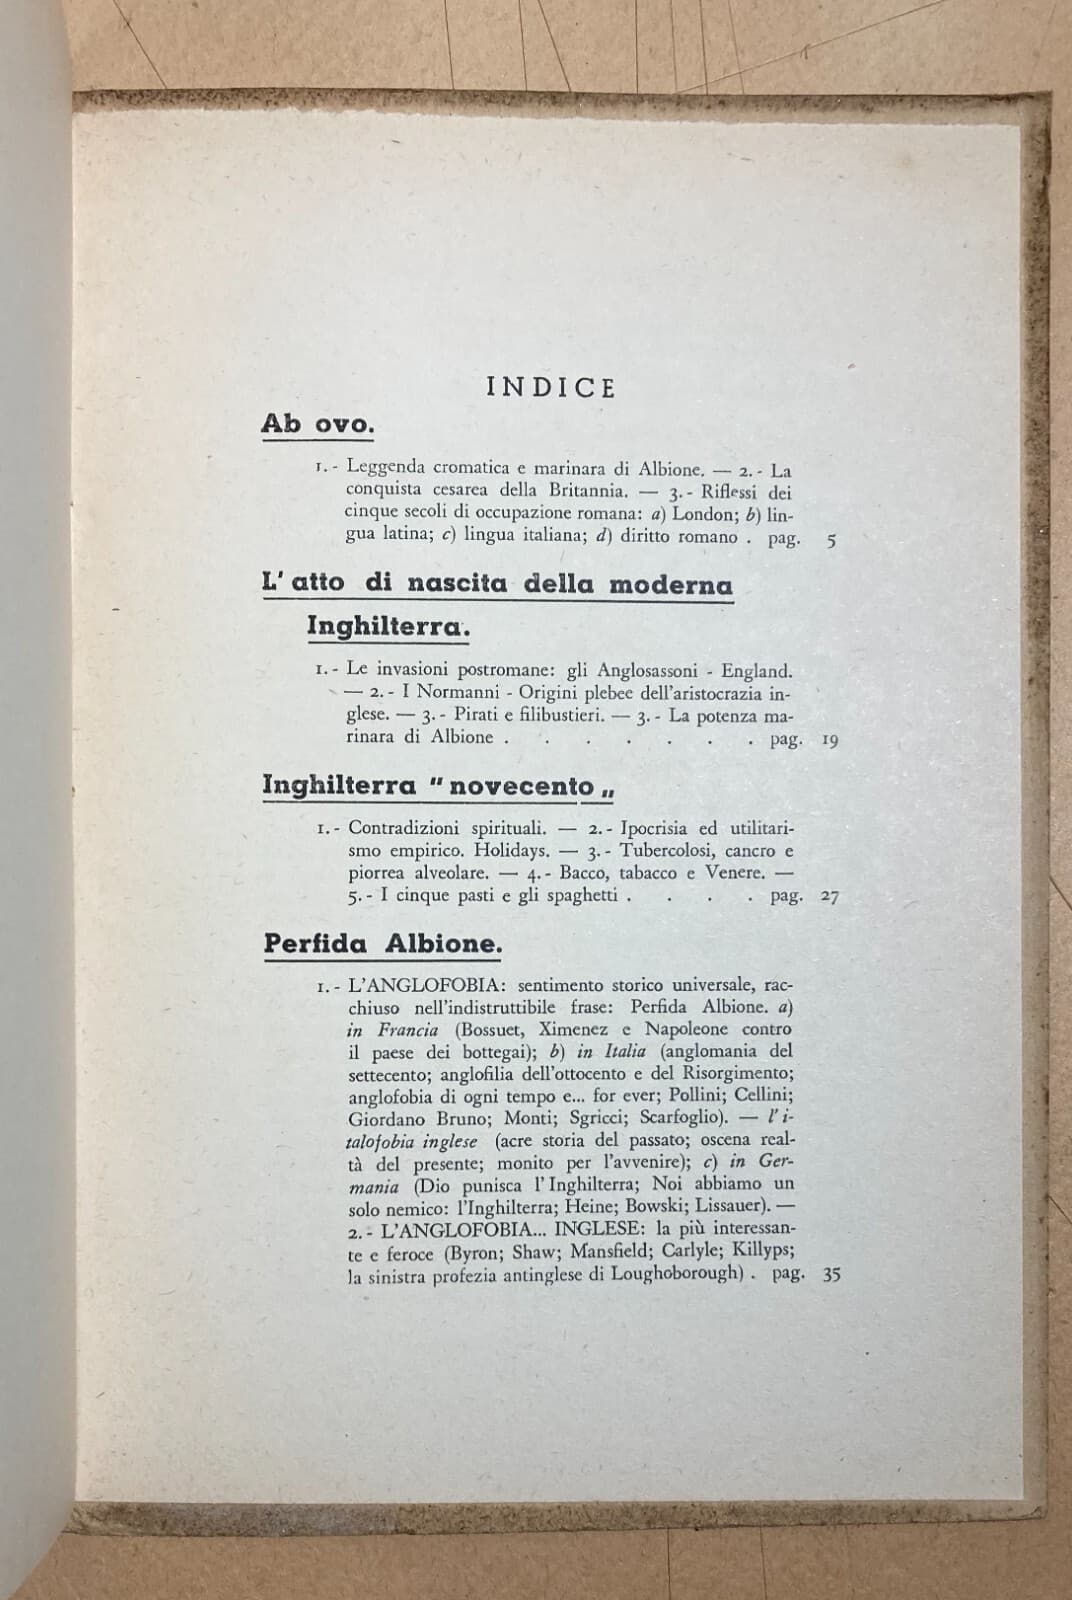 INDICE
Ab ovo.
1. - Leggenda cromatica e marinara di Albione. — 2. - La
conquista cesarea della Britannia. — 3. - Riflessi dei
cinque secoli di occupazione romana: a) London; b) lin-
gua latina; c) lingua italiana; d) diritto romano . pag. 5
L'atto di nascita della moderna
Inghilterra.
1. - Le invasioni postromane: gli Anglosassoni - England.
— 2. - I Normanni - Origini plebee dell'aristocrazia in-
glese. — 3. - Pirati e filibustieri. — 3. - La potenza ma-
rinara di Albione . . . . . . . pag. 19
Inghilterra "novecento„
1. - Contradizioni spirituali. — 2. - Ipocrisia ed utilitari-
smo empirico. Holidays. — 3. - Tubercolosi, cancro e
piorrea alveolare. — 4. - Bacco, tabacco e Venere. —
5. - I cinque pasti e gli spaghetti . . . . pag. 27
Perfida Albione.
1. - L'ANGLOFOBIA: sentimento storico universale, rac-
chiuso nell'indistruttibile frase: Perfida Albione. a)
in Francia (Bossuet, Ximenez e Napoleone contro
il paese dei bottegai); b) in Italia (anglomania del
settecento; anglofilia dell'ottocento e del Risorgimento;
anglofobia di ogni tempo e... for ever; Pollini; Cellini;
Giordano Bruno; Monti; Sgricci; Scarfoglio). — l'i-
talofobia inglese (acre storia del passato; oscena real-
tà del presente; monito per l'avvenire); c) in Ger-
mania (Dio punisca l'Inghilterra; Noi abbiamo un
solo nemico: l'Inghilterra; Heine; Bowski; Lissauer). —
2. - L'ANGLOFOBIA... INGLESE: la più interessan-
te e feroce (Byron; Shaw; Mansfield; Carlyle; Killyps;
la sinistra profezia antinglese di Loughoborough) . pag. 35